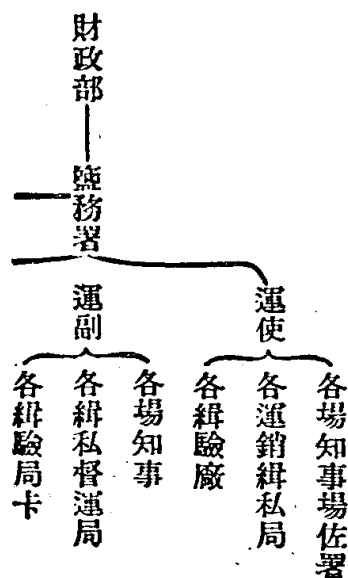 財政部
鹽務署
運使
各場知事場佐署
各運銷緝私局
各緝驗廠
運副
各場知事
各緝私督運局
各緝驗局卡